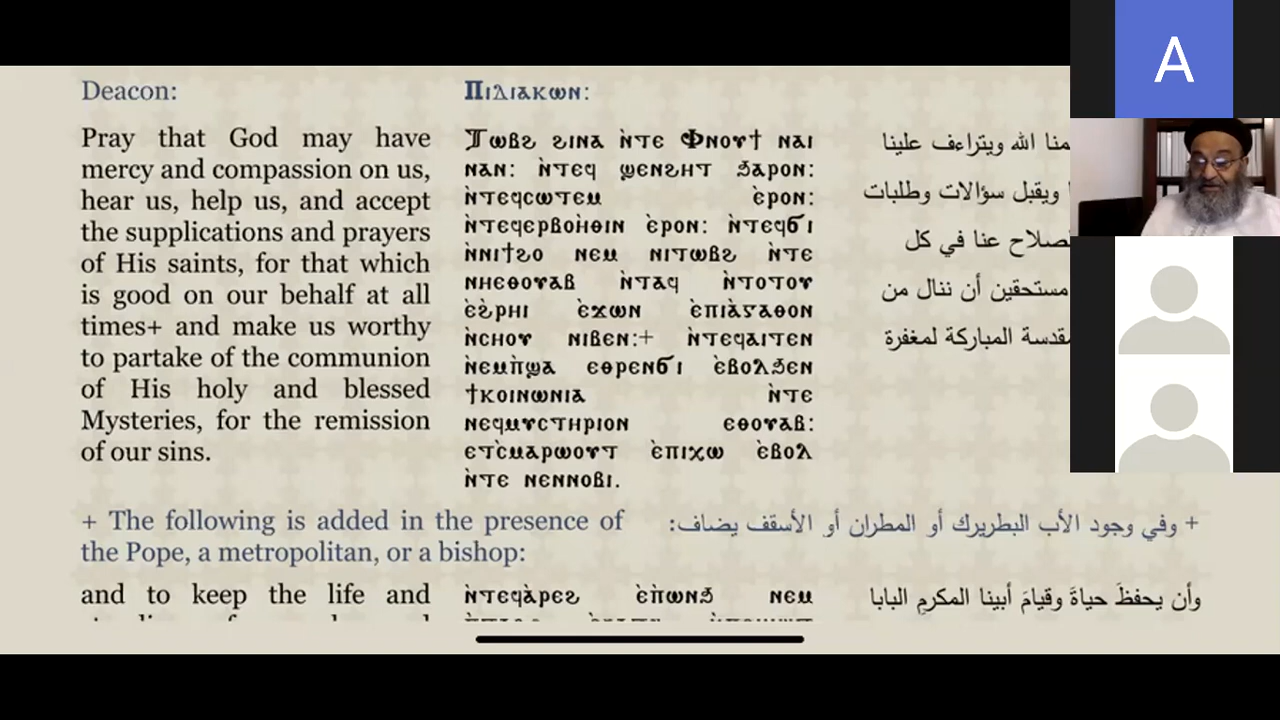 Deacon:
Pray that God may have
mercy and compassion on us,
hear us, help us, and accept
the supplications and prayers
of His saints, for that which
is good on our behalf at all
times+ and make us worthy
to partake of the communion
of His holy and blessed
Mysteries, for the remission
of our sins.
Ⲡⲓⲇⲓⲁⲕⲱⲛ:
Ⲧⲱⲃϩ ϩⲓⲛⲁ ⲛ̀ⲧⲉ Ⲫⲛⲟⲩϯ ⲛⲁⲓ
ⲛⲁⲛ: ⲛ̀ⲧⲉϥ ϣⲉⲛϩⲏⲧ ϧⲁⲣⲟⲛ:
ⲛ̀ⲧⲉϥⲥⲱⲧⲉⲙ ⲉ̀ⲣⲟⲛ:
ⲛ̀ⲧⲉϥⲉⲣⲃⲟⲏ̀ⲑⲓⲛ ⲉ̀ⲣⲟⲛ: ⲛ̀ⲧⲉϥϭⲓ
ⲛ̀ⲛⲓϯϩⲟ ⲛⲉⲙ ⲛⲓⲧⲱⲃϩ ⲛ̀ⲧⲉ
ⲛⲏⲉⲑⲟⲩⲁⲃ ⲛ̀ⲧⲁϥ ⲛ̀ⲧⲟⲧⲟⲩ
ⲉ̀ϩ̀ⲣⲏⲓ ⲉ̀ϫⲱⲛ ⲉ̀ⲡⲓⲁ̀ⲅⲁⲑⲟⲛ
ⲛ̀ⲥⲏⲟⲩ ⲛⲓⲃⲉⲛ:+ ⲛ̀ⲧⲉϥⲁⲓⲧⲉⲛ
ⲛ̀ⲉⲙⲡ̀ϣⲁ ⲉⲑⲣⲉⲛϭⲓ ⲉ̀ⲃⲟⲗϧⲉⲛ
ϯⲕⲟⲓⲛⲱⲛⲓⲁ ⲛ̀ⲧⲉ
ⲛⲉϥⲙⲩⲥⲧⲏⲣⲓⲟⲛ ⲉⲑⲟⲩⲁⲃ:
ⲉⲧⲥ̀ⲙⲁⲣⲱⲟⲩⲧ ⲉ̀ⲡⲓⲭⲱ ⲉ̀ⲃⲟⲗ
ⲛ̀ⲧⲉ ⲛⲉⲛⲛⲟⲃⲓ.
الله ويتراءف علينا
ويقبل سؤالات وطلبات
عنا في كل
مستحقين أن ننال من
المباركة لمغفرة
+ The following is added in the presence of
the Pope, a metropolitan, or a bishop:
+ وفي وجود الأب البطريرك أو المطران أو الأسقف يضاف:
and to keep the life and
ⲛ̀ⲧⲉϥⲁ̀ⲣⲉϩ ⲉ̀ⲡ̀ⲱⲛϧ ⲛⲉⲙ
وأن يحفظَ حياةَ وقيامَ أبينا المكرمِ البابا
A